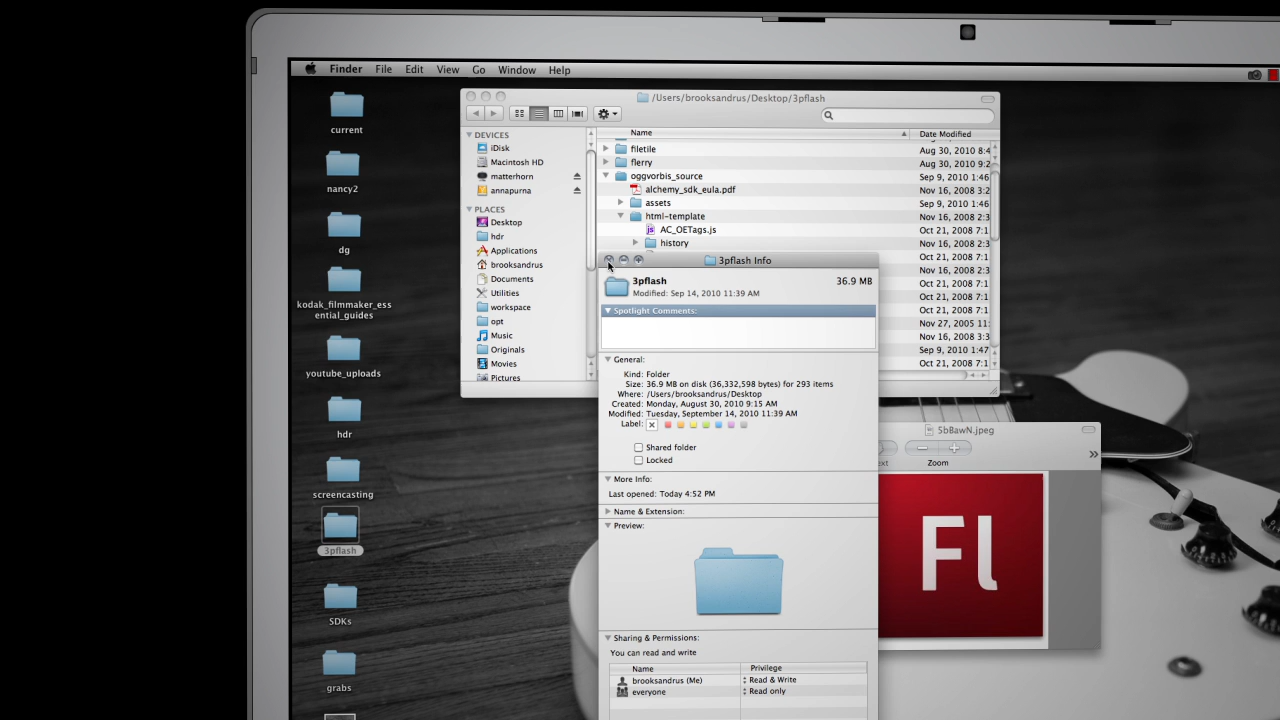 Finder File Edit View Go Window Help
current
nancy2
dg
kodak_filmmaker_ess
ential_guides
youtube_uploads
hdr
screencasting
3pflash
SDKs
grabs
/Users/brooksandrus/Desktop/3pflash
DEVICES
iDisk
Macintosh HD
matterhorn
annapurna
PLACES
Desktop
hdr
Applications
brooksandrus
Documents
Utilities
workspace
opt
Music
Originals
Movies
Pictures
Name Date Modified
filetile Aug 30, 2010 8:4
flerry Aug 30, 2010 9:2
oggvorbis_source Sep 9, 2010 1:46
alchemy_sdk_eula.pdf Nov 16, 2008 3:2
assets Sep 9, 2010 1:46
html-template Nov 16, 2008 2:3
js AC_OETags.js Oct 21, 2008 7:1
history Nov 16, 2008 2:3
Oct 21, 2008 7:1
Oct 21, 2008 7:1
Nov 16, 2008 2:3
Oct 21, 2008 7:1
Oct 21, 2008 7:1
Nov 27, 2005 11:
Nov 16, 2008 3:3
Sep 9, 2010 1:47
Oct 21, 2008 7:1
3pflash Info
3pflash 36.9 MB
Modified: Sep 14, 2010 11:39 AM
Spotlight Comments:
General:
Kind: Folder
Size: 36.9 MB on disk (36,332,598 bytes) for 293 items
Where: /Users/brooksandrus/Desktop
Created: Monday, August 30, 2010 9:15 AM
Modified: Tuesday, September 14, 2010 11:39 AM
Label:
Shared folder
Locked
More Info:
Last opened: Today 4:52 PM
Name & Extension:
Preview:
Sharing & Permissions:
You can read and write
Name Privilege
brooksandrus (Me) Read & Write
everyone Read only
5bBawN.jpeg
ext Zoom
Fl